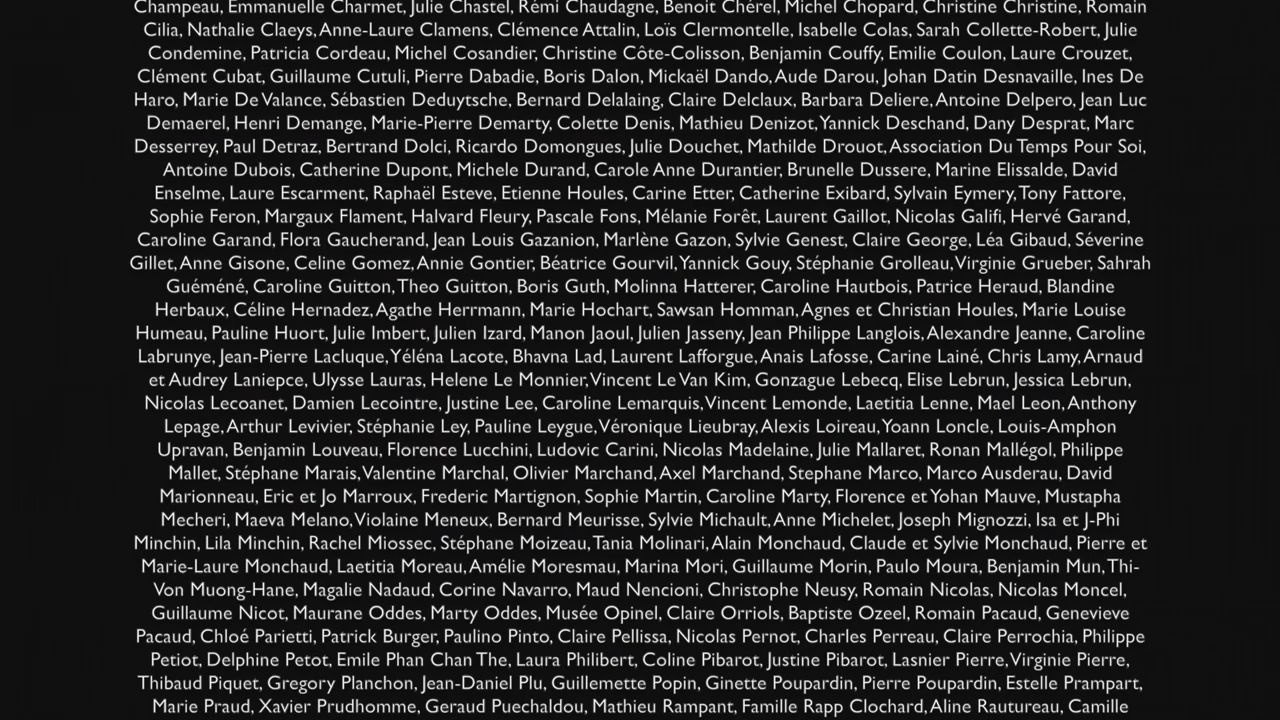 Champeau, Emmanuelle Charmet, Julie Chastel, Rémi Chaudagne, Benoit Chérel, Michel Chopard, Christine Christine, Romain
Cilia, Nathalie Claeys, Anne-Laure Clamens, Clémence Attalin, Loïs Clermontelle, Isabelle Colas, Sarah Collette-Robert, Julie
Condemine, Patricia Cordeau, Michel Cosandier, Christine Côte-Colisson, Benjamin Couffy, Emilie Coulon, Laure Crouzet,
Clément Cubat, Guillaume Cutuli, Pierre Dabadie, Boris Dalon, Mickaël Dando, Aude Darou, Johan Datin Desnavaille, Ines De
Haro, Marie De Valance, Sébastien Deduytsche, Bernard Delalaing, Claire Delclaux, Barbara Deliere, Antoine Delpero, Jean Luc
Demaerel, Henri Demange, Marie-Pierre Demarty, Colette Denis, Mathieu Denizot, Yannick Deschand, Dany Desprat, Marc
Desserrey, Paul Detraz, Bertrand Dolci, Ricardo Domongues, Julie Douchet, Mathilde Drouot, Association Du Temps Pour Soi,
Antoine Dubois, Catherine Dupont, Michele Durand, Carole Anne Durantier, Brunelle Dussere, Marine Elissalde, David
Enselme, Laure Escarment, Raphaël Esteve, Etienne Houles, Carine Etter, Catherine Exibard, Sylvain Eymery, Tony Fattore,
Sophie Feron, Margaux Flament, Halvard Fleury, Pascale Fons, Mélanie Forêt, Laurent Gaillot, Nicolas Galifi, Hervé Garand,
Caroline Garand, Flora Gaucherand, Jean Louis Gazanion, Marlène Gazon, Sylvie Genest, Claire George, Léa Gibaud, Séverine
Gillet, Anne Gisone, Celine Gomez, Annie Gontier, Béatrice Gourvil, Yannick Gouy, Stéphanie Grolleau, Virginie Grueber, Sahrah
Guéméné, Caroline Guitton, Theo Guitton, Boris Guth, Molinna Hatterer, Caroline Hautbois, Patrice Heraud, Blandine
Herbaux, Céline Hernadez, Agathe Herrmann, Marie Hochart, Sawsan Homman, Agnes et Christian Houles, Marie Louise
Humeau, Pauline Huort, Julie Imbert, Julien Izard, Manon Jaoul, Julien Jasseny, Jean Philippe Langlois, Alexandre Jeanne, Caroline
Labrunye, Jean-Pierre Lacluque, Yéléna Lacote, Bhavna Lad, Laurent Lafforgue, Anais Lafosse, Carine Lainé, Chris Lamy, Arnaud
et Audrey Laniepce, Ulysse Lauras, Helene Le Monnier, Vincent Le Van Kim, Gonzague Lebecq, Elise Lebrun, Jessica Lebrun,
Nicolas Lecoanet, Damien Lecointre, Justine Lee, Caroline Lemarquis, Vincent Lemonde, Laetitia Lenne, Mael Leon, Anthony
Lepage, Arthur Levivier, Stéphanie Ley, Pauline Leygue, Véronique Lieubray, Alexis Loireau, Yoann Loncle, Louis-Amphon
Upravan, Benjamin Louveau, Florence Lucchini, Ludovic Carini, Nicolas Madelaine, Julie Mallaret, Ronan Mallégol, Philippe
Mallet, Stéphane Marais, Valentine Marchal, Olivier Marchand, Axel Marchand, Stephane Marco, Marco Ausderau, David
Marionneau, Eric et Jo Marroux, Frederic Martignon, Sophie Martin, Caroline Marty, Florence et Yohan Mauve, Mustapha
Mecheri, Maeva Melano, Violaine Meneux, Bernard Meurisse, Sylvie Michault, Anne Michelet, Joseph Mignozzi, Isa et J-Phi
Minchin, Lila Minchin, Rachel Miossec, Stéphane Moizeau, Tania Molinari, Alain Monchaud, Claude et Sylvie Monchaud, Pierre et
Marie-Laure Monchaud, Laetitia Moreau, Amélie Moresmau, Marina Mori, Guillaume Morin, Paulo Moura, Benjamin Mun, Thi-
Von Muong-Hane, Magalie Nadaud, Corine Navarro, Maud Nencioni, Christophe Neusy, Romain Nicolas, Nicolas Moncel,
Guillaume Nicot, Maurane Oddes, Marty Oddes, Musée Opinel, Claire Orriols, Baptiste Ozeel, Romain Pacaud, Genevieve
Pacaud, Chloé Parietti, Patrick Burger, Paulino Pinto, Claire Pellissa, Nicolas Pernot, Charles Perreau, Claire Perrochia, Philippe
Petiot, Delphine Petot, Emile Phan Chan The, Laura Philibert, Coline Pibarot, Justine Pibarot, Lasnier Pierre, Virginie Pierre,
Thibaud Piquet, Gregory Planchon, Jean-Daniel Plu, Guillemette Popin, Ginette Poupardin, Pierre Poupardin, Estelle Prampart,
Marie Praud, Xavier Prudhomme, Geraud Puechaldou, Mathieu Rampant, Famille Rapp Clochard, Aline Rautureau, Camille